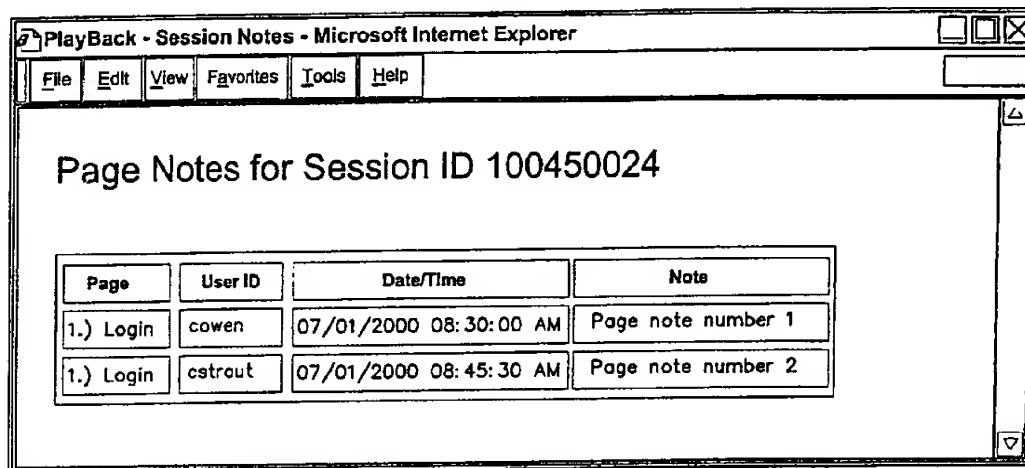 PlayBack - Session Notes - Microsoft Internet Explorer
File Edit View Favorites Tools Help
Page Notes for Session ID 100450024
Page User ID Date/Time Note
1.) Login cowen 07/01/2000 08:30:00 AM Page note number 1
1.) Login cstrout 07/01/2000 08:45:30 AM Page note number 2